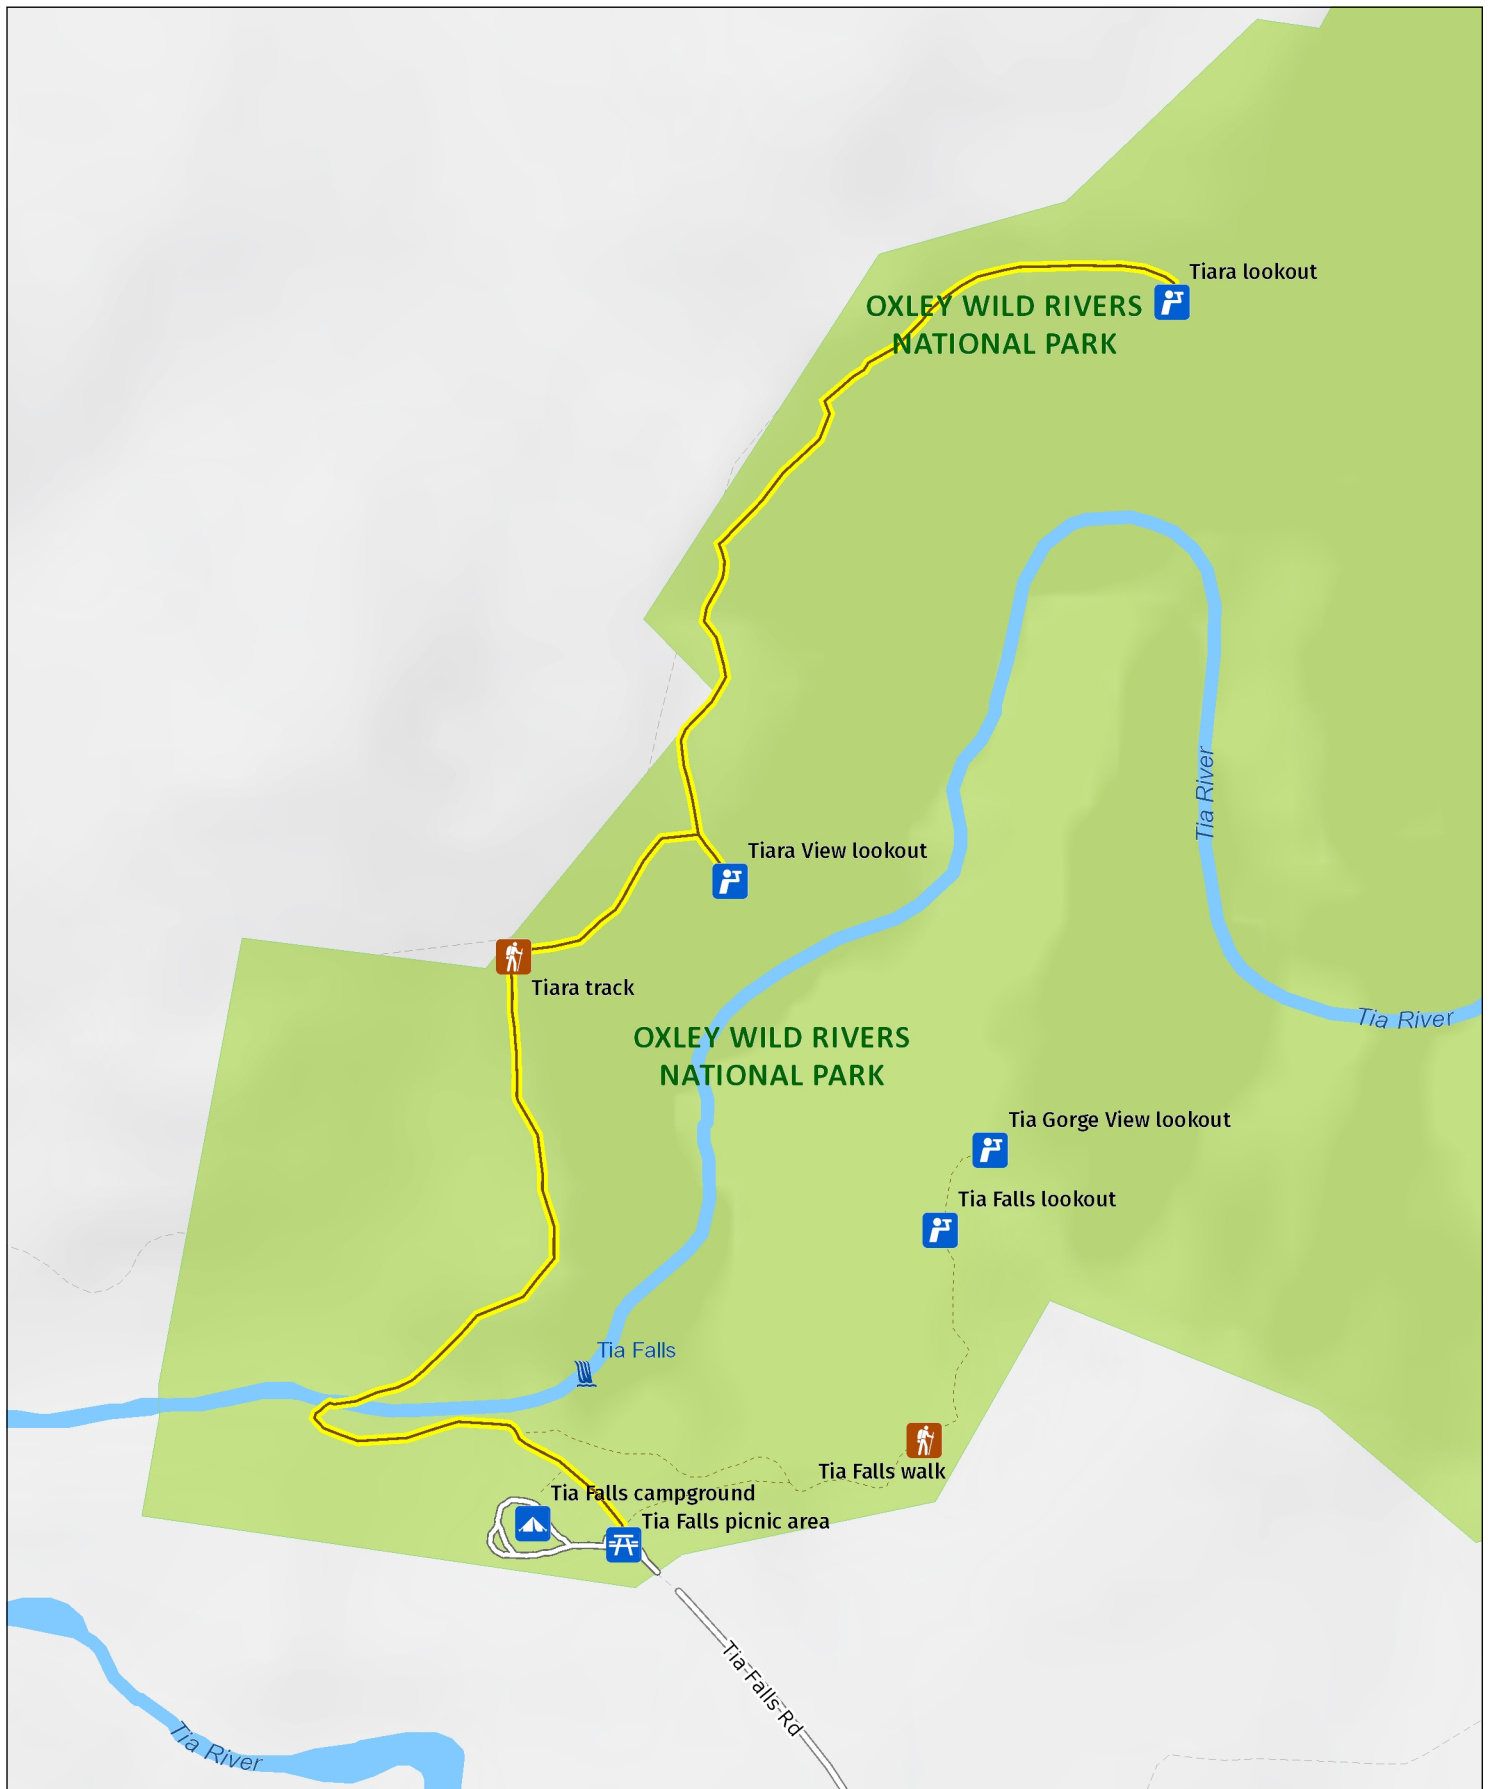 Tiara lookout
OXLEY WILD RIVERS
NATIONAL PARK
Tia River
Tiara View lookout
Tiara track
Tia River
OXLEY WILD RIVERS
NATIONAL PARK
Tia Gorge View lookout
Tia Falls lookout
Tia Falls
Tia Falls walk
Tia Falls campground
Tia Falls picnic area
Tia Falls Rd
Tia River